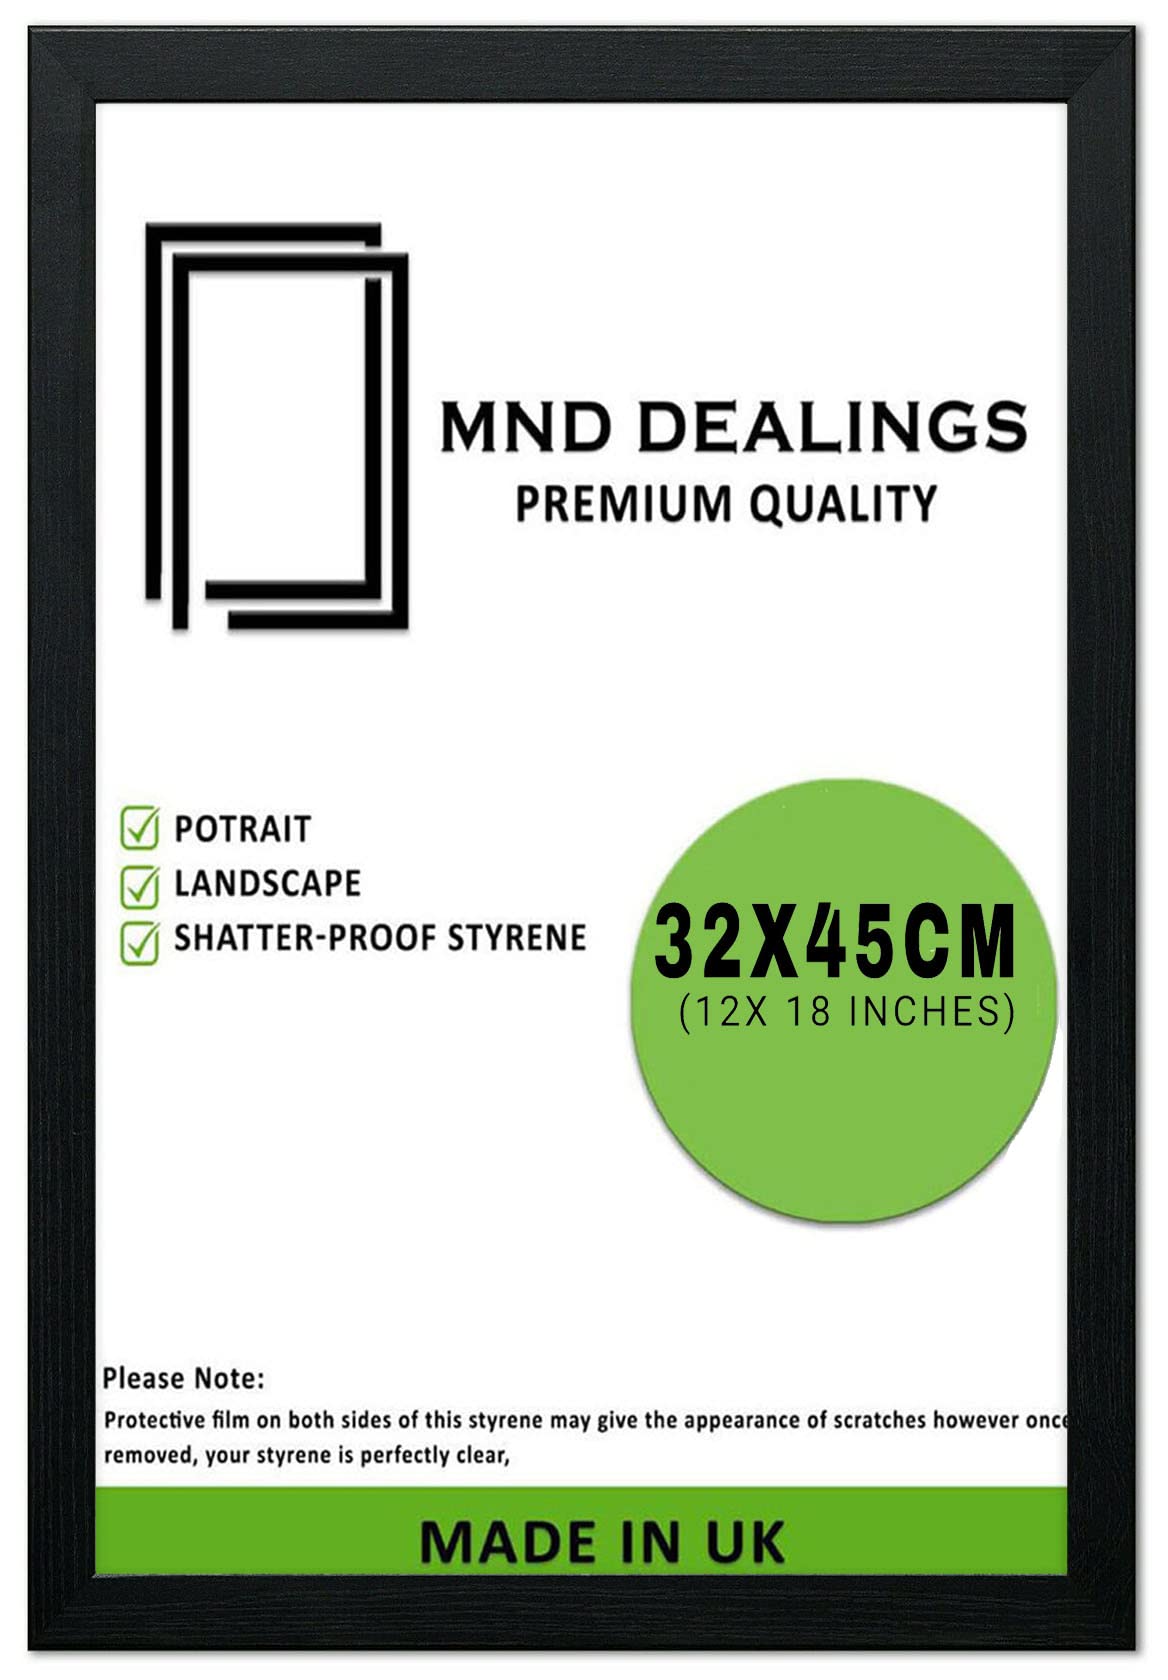 MND DEALINGS
PREMIUM QUALITY
POTRAIT
LANDSCAPE
SHATTER-PROOF STYRENE
32X45CM
(12X 18 INCHES)
Please Note:
Protective film on both sides of this styrene may give the appearance of scratches however once
removed, your styrene is perfectly clear,
MADE IN UK